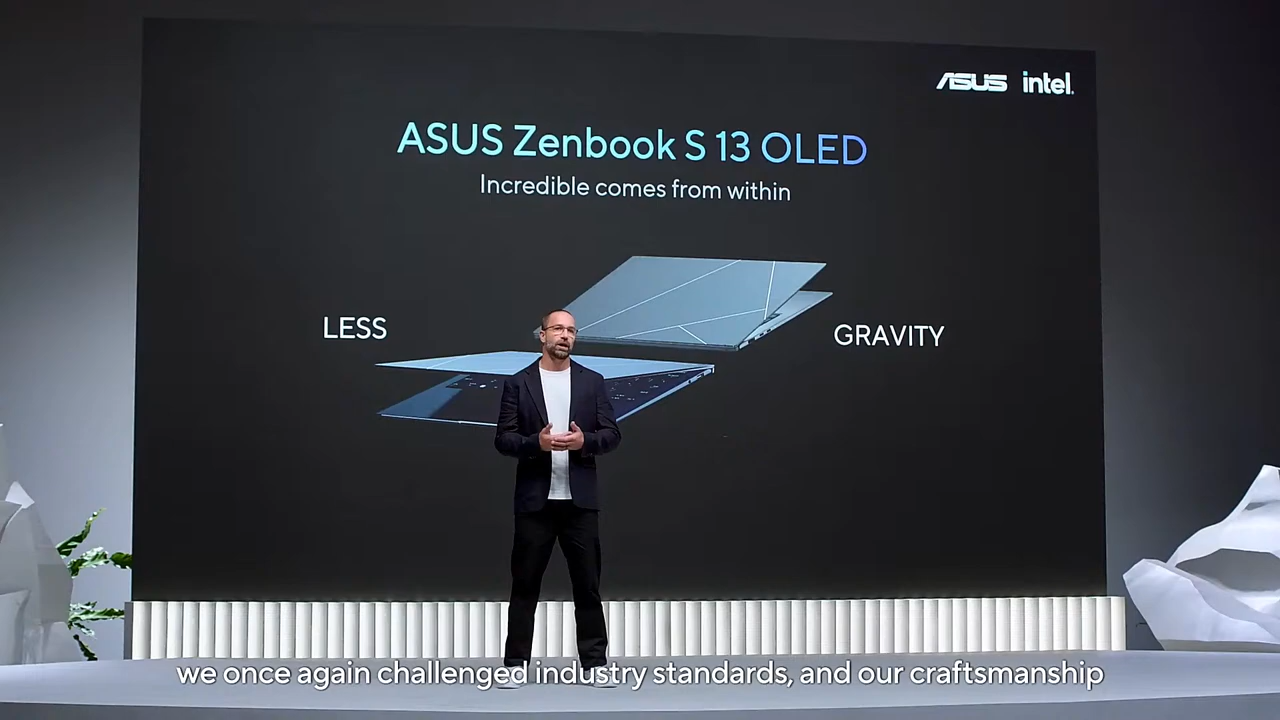 ASUS intel.
ASUS Zenbook S 13 OLED
Incredible comes from within
LESS
GRAVITY
we once again challenged industry standards, and our craftsmanship